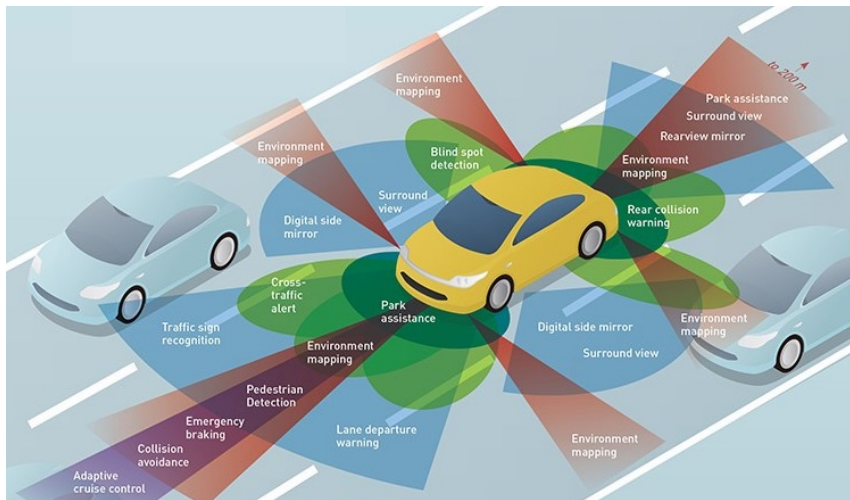 to 200 m
Environment
mapping
Park assistance
Surround view
Rearview mirror
Environment
mapping
Blind spot
detection
Environment
mapping
Surround
view
Digital side
mirror
Rear collision
warning
Cross-
traffic
alert
Park
assistance
Environment
mapping
Traffic sign
recognition
Digital side mirror
Surround view
Environment
mapping
Pedestrian
Detection
Emergency
braking
Lane departure
warning
Collision
avoidance
Environment
mapping
Adaptive
cruise control